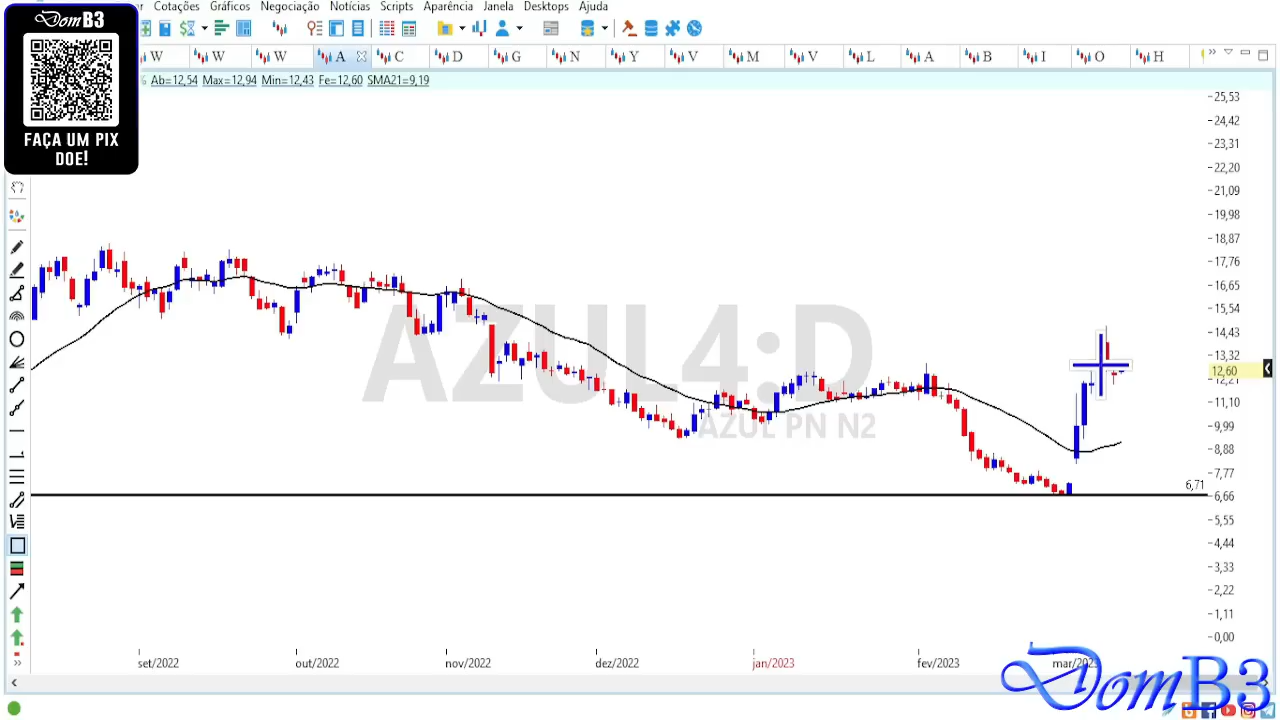 DomB3
FAÇA UM PIX
DOE!
Cotações Gráficos Negociação Notícias Scripts Aparência Janela Desktops Ajuda
W W W A C D G N Y V M V L A B I O H
Ab=12,54 Max=12,94 Min=12,43 Fe=12,60 SMA21=9,19
25,53
24,42
23,31
22,20
21,09
19,98
18,87
17,76
16,65
15,54
14,43
13,32
12,60
12,21
11,10
9,99
8,88
7,77
6,71
6,66
5,55
4,44
3,33
2,22
1,11
0,00
AZUL4:D
AZUL PN N2
set/2022 out/2022 nov/2022 dez/2022 jan/2023 fev/2023 mar/2023
DomB3